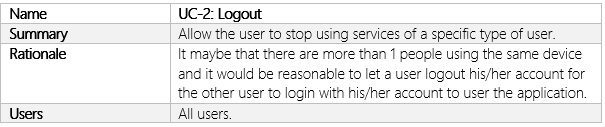 Name UC-2: Logout
Summary Allow the user to stop using services of a specific type of user.
Rationale It maybe that there are more than 1 people using the same device
and it would be reasonable to let a user logout his/her account for
the other user to login with his/her account to user the application.
Users All users.